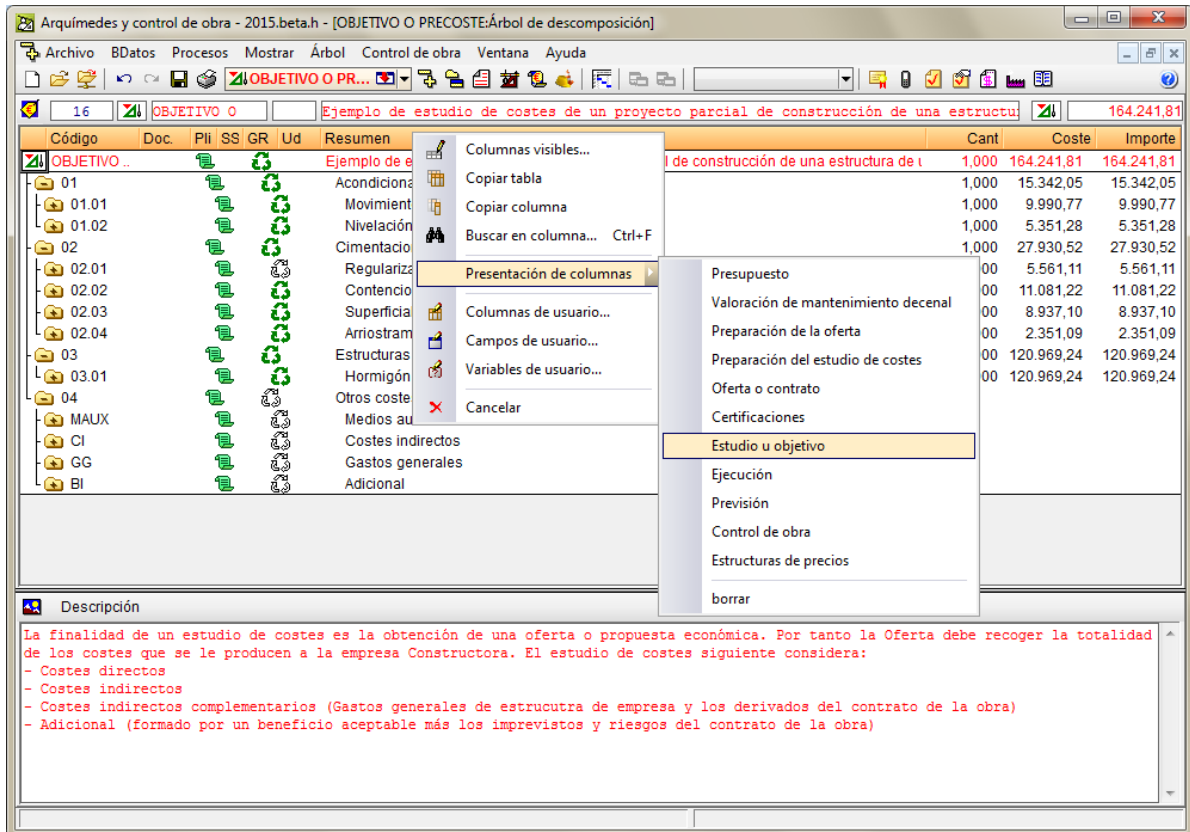 Arquímedes y control de obra - 2015.beta.h - [OBJETIVO O PRECOSTE:Árbol de descomposición]
Archivo BDatos Procesos Mostrar Árbol Control de obra Ventana Ayuda
OBJETIVO O PR...
16 OBJETIVO O Ejemplo de estudio de costes de un proyecto parcial de construcción de una estructu 164.241,81
Código Doc. Pli SS GR Ud Resumen Cant Coste Importe
OBJETIVO .. Ejemplo de e l de construcción de una estructura de u 1,000 164.241,81 164.241,81
01 Acondiciona 1,000 15.342,05 15.342,05
01.01 Movimient 1,000 9.990,77 9.990,77
01.02 Nivelación 1,000 5.351,28 5.351,28
02 Cimentacio 1,000 27.930,52 27.930,52
02.01 Regulariza 000 5.561,11 5.561,11
02.02 Contencio 000 11.081,22 11.081,22
02.03 Superficia 000 8.937,10 8.937,10
02.04 Arriostram 000 2.351,09 2.351,09
03 Estructuras 000 120.969,24 120.969,24
03.01 Hormigón 000 120.969,24 120.969,24
04 Otros coste
MAUX Medios au
CI Costes indirectos
GG Gastos generales
BI Adicional
Columnas visibles...
Copiar tabla
Copiar columna
Buscar en columna... Ctrl+F
Presentación de columnas
Columnas de usuario...
Campos de usuario...
Variables de usuario...
Cancelar
Presupuesto
Valoración de mantenimiento decenal
Preparación de la oferta
Preparación del estudio de costes
Oferta o contrato
Certificaciones
Estudio u objetivo
Ejecución
Previsión
Control de obra
Estructuras de precios
borrar
Descripción
La finalidad de un estudio de costes es la obtención de una oferta o propuesta económica. Por tanto la Oferta debe recoger la totalidad
de los costes que se le producen a la empresa Constructora. El estudio de costes siguiente considera:
- Costes directos
- Costes indirectos
- Costes indirectos complementarios (Gastos generales de estrucutra de empresa y los derivados del contrato de la obra)
- Adicional (formado por un beneficio aceptable más los imprevistos y riesgos del contrato de la obra)